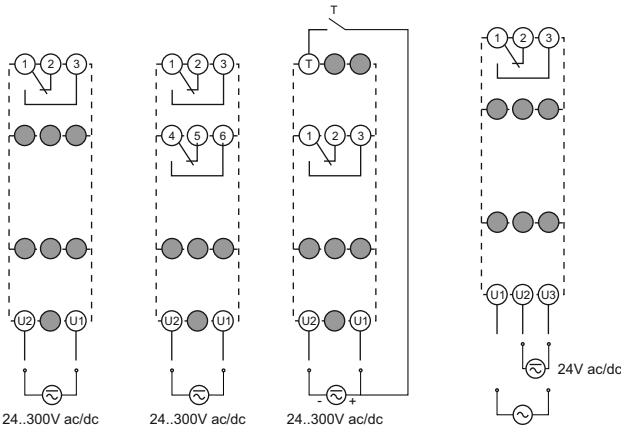 T
1 2 3
1 2 3
T
1 2 3
4 5 6
1 2 3
U2 U1
U2 U1
U2 U1
U1 U2 U3
24V ac/dc
- +
24..300V ac/dc
24..300V ac/dc
24..300V ac/dc